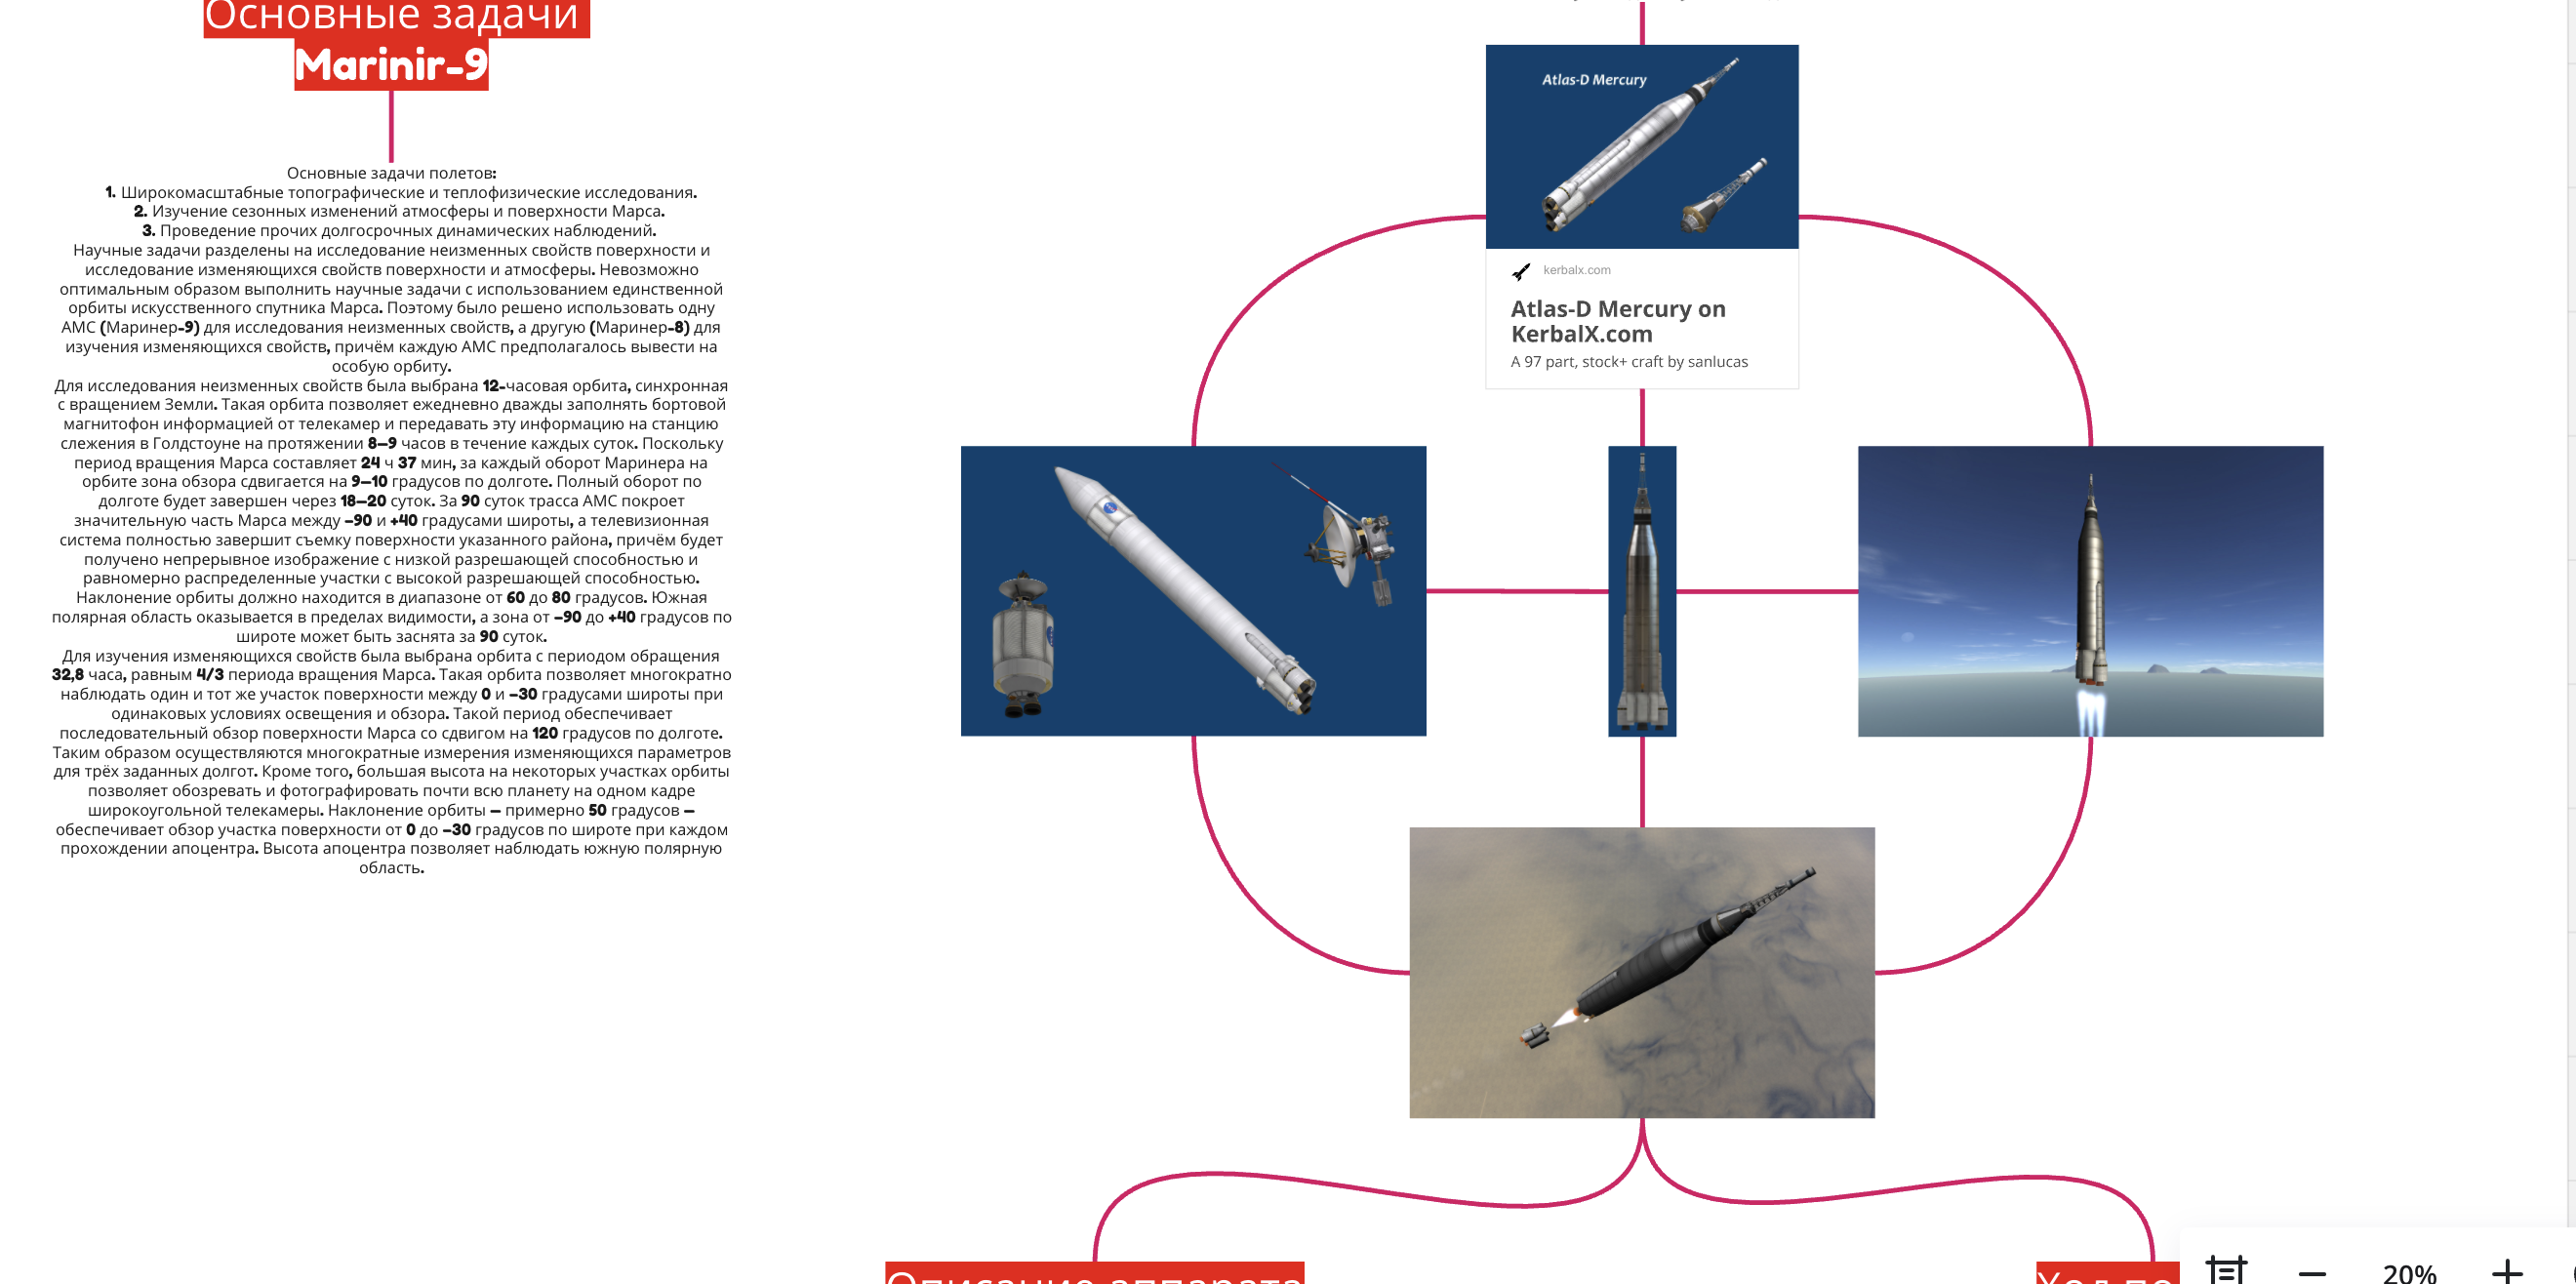 Основные задачи
Marinir-9
Основные задачи полетов:
1. Широкомасштабные топографические и теплофизические исследования.
2. Изучение сезонных изменений атмосферы и поверхности Марса.
3. Проведение прочих долгосрочных динамических наблюдений.
Научные задачи разделены на исследование неизменных свойств поверхности и
исследование изменяющихся свойств поверхности и атмосферы. Невозможно
оптимальным образом выполнить научные задачи с использованием единственной
орбиты искусственного спутника Марса. Поэтому было решено использовать одну
АМС (Маринер-9) для исследования неизменных свойств, а другую (Маринер-8) для
изучения изменяющихся свойств, причём каждую АМС предполагалось вывести на
особую орбиту.
Для исследования неизменных свойств была выбрана 12-часовая орбита, синхронная
с вращением Земли. Такая орбита позволяет ежедневно дважды заполнять бортовой
магнитофон информацией от телекамер и передавать эту информацию на станцию
слежения в Голдстоуне на протяжении 8—9 часов в течение каждых суток. Поскольку
период вращения Марса составляет 24 ч 37 мин, за каждый оборот Маринера на
орбите зона обзора сдвигается на 9—10 градусов по долготе. Полный оборот по
долготе будет завершен через 18—20 суток. За 90 суток трасса АМС покроет
значительную часть Марса между −90 и +40 градусами широты, а телевизионная
система полностью завершит съемку поверхности указанного района, причём будет
получено непрерывное изображение с низкой разрешающей способностью и
равномерно распределенные участки с высокой разрешающей способностью.
Наклонение орбиты должно находится в диапазоне от 60 до 80 градусов. Южная
полярная область оказывается в пределах видимости, а зона от −90 до +40 градусов по
широте может быть заснята за 90 суток.
Для изучения изменяющихся свойств была выбрана орбита с периодом обращения
32,8 часа, равным 4/3 периода вращения Марса. Такая орбита позволяет многократно
наблюдать один и тот же участок поверхности между 0 и −30 градусами широты при
одинаковых условиях освещения и обзора. Такой период обеспечивает
последовательный обзор поверхности Марса со сдвигом на 120 градусов по долготе.
Таким образом осуществляются многократные измерения изменяющихся параметров
для трёх заданных долгот. Кроме того, большая высота на некоторых участках орбиты
позволяет обозревать и фотографировать почти всю планету на одном кадре
широкоугольной телекамеры. Наклонение орбиты — примерно 50 градусов —
обеспечивает обзор участка поверхности от 0 до −30 градусов по широте при каждом
прохождении апоцентра. Высота апоцентра позволяет наблюдать южную полярную
область.
Atlas-D Mercury
kerbalx.com
Atlas-D Mercury on
KerbalX.com
A 97 part, stock+ craft by sanlucas
Описание аппарата
20%